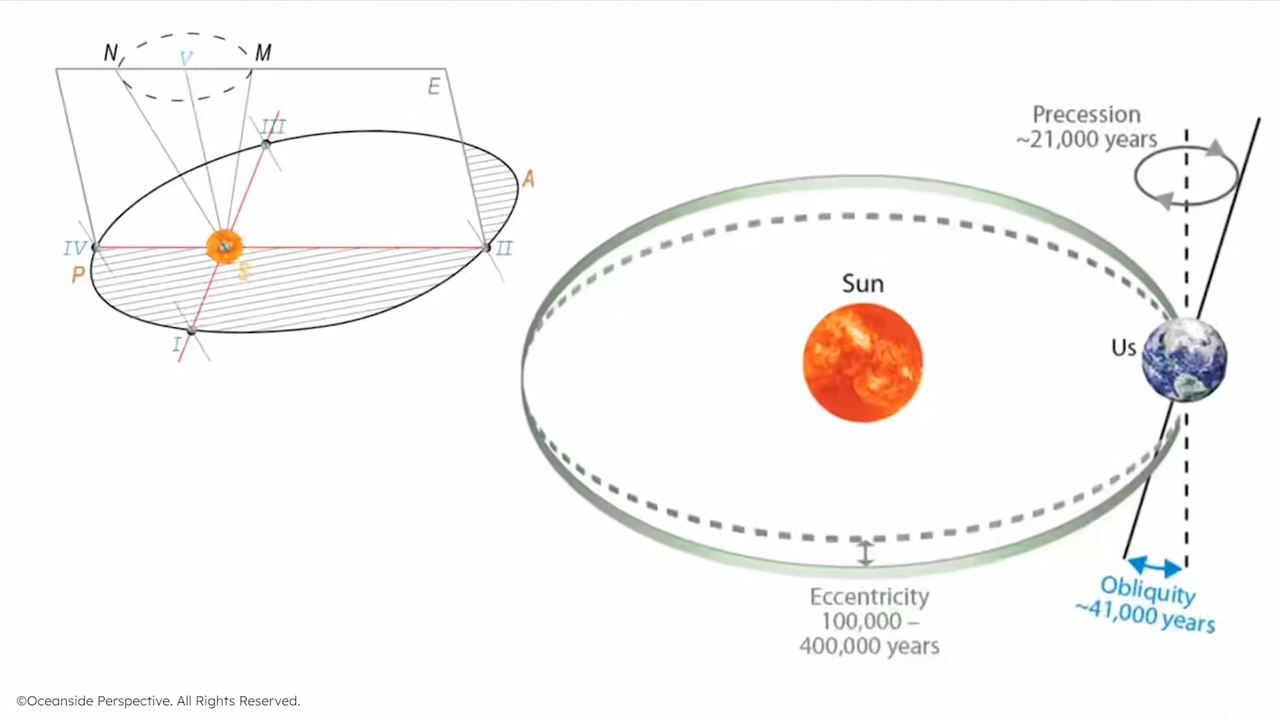 N
V
M
E
III
A
IV
S
II
P
I
Precession
~21,000 years
Sun
Us
Eccentricity
100,000 –
400,000 years
Obliquity
~41,000 years
©Oceanside Perspective. All Rights Reserved.